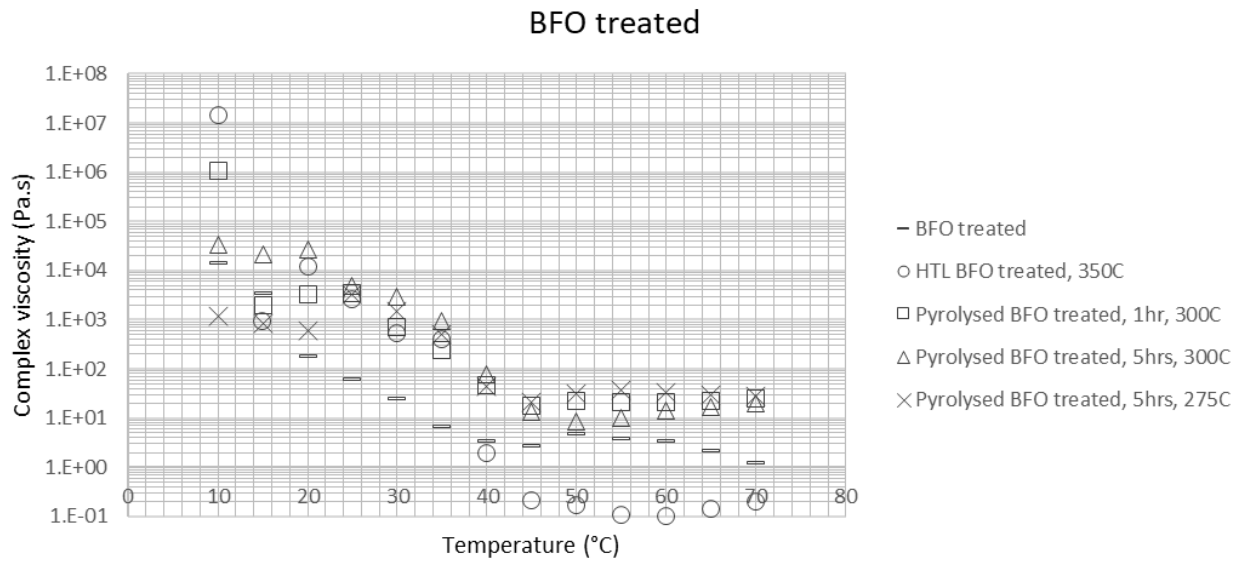 BFO treated
1.E+08
1.E+07
1.E+06
1.E+05
1.E+04
1.E+03
1.E+02
1.E+01
1.E+00
1.E-01
Complex viscosity (Pa.s)
0 10 20 30 40 50 60 70 80
Temperature (°C)
BFO treated
HTL BFO treated, 350C
Pyrolysed BFO treated, 1hr, 300C
Pyrolysed BFO treated, 5hrs, 300C
Pyrolysed BFO treated, 5hrs, 275C